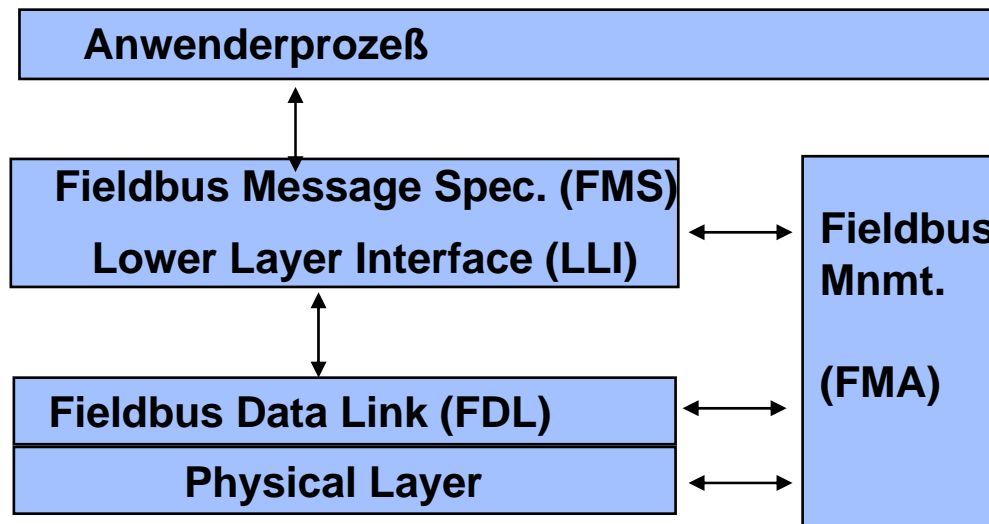 Anwenderprozeß
Fieldbus Message Spec. (FMS)
Lower Layer Interface (LLI)
Fieldbus
Mnmt.
(FMA)
Fieldbus Data Link (FDL)
Physical Layer